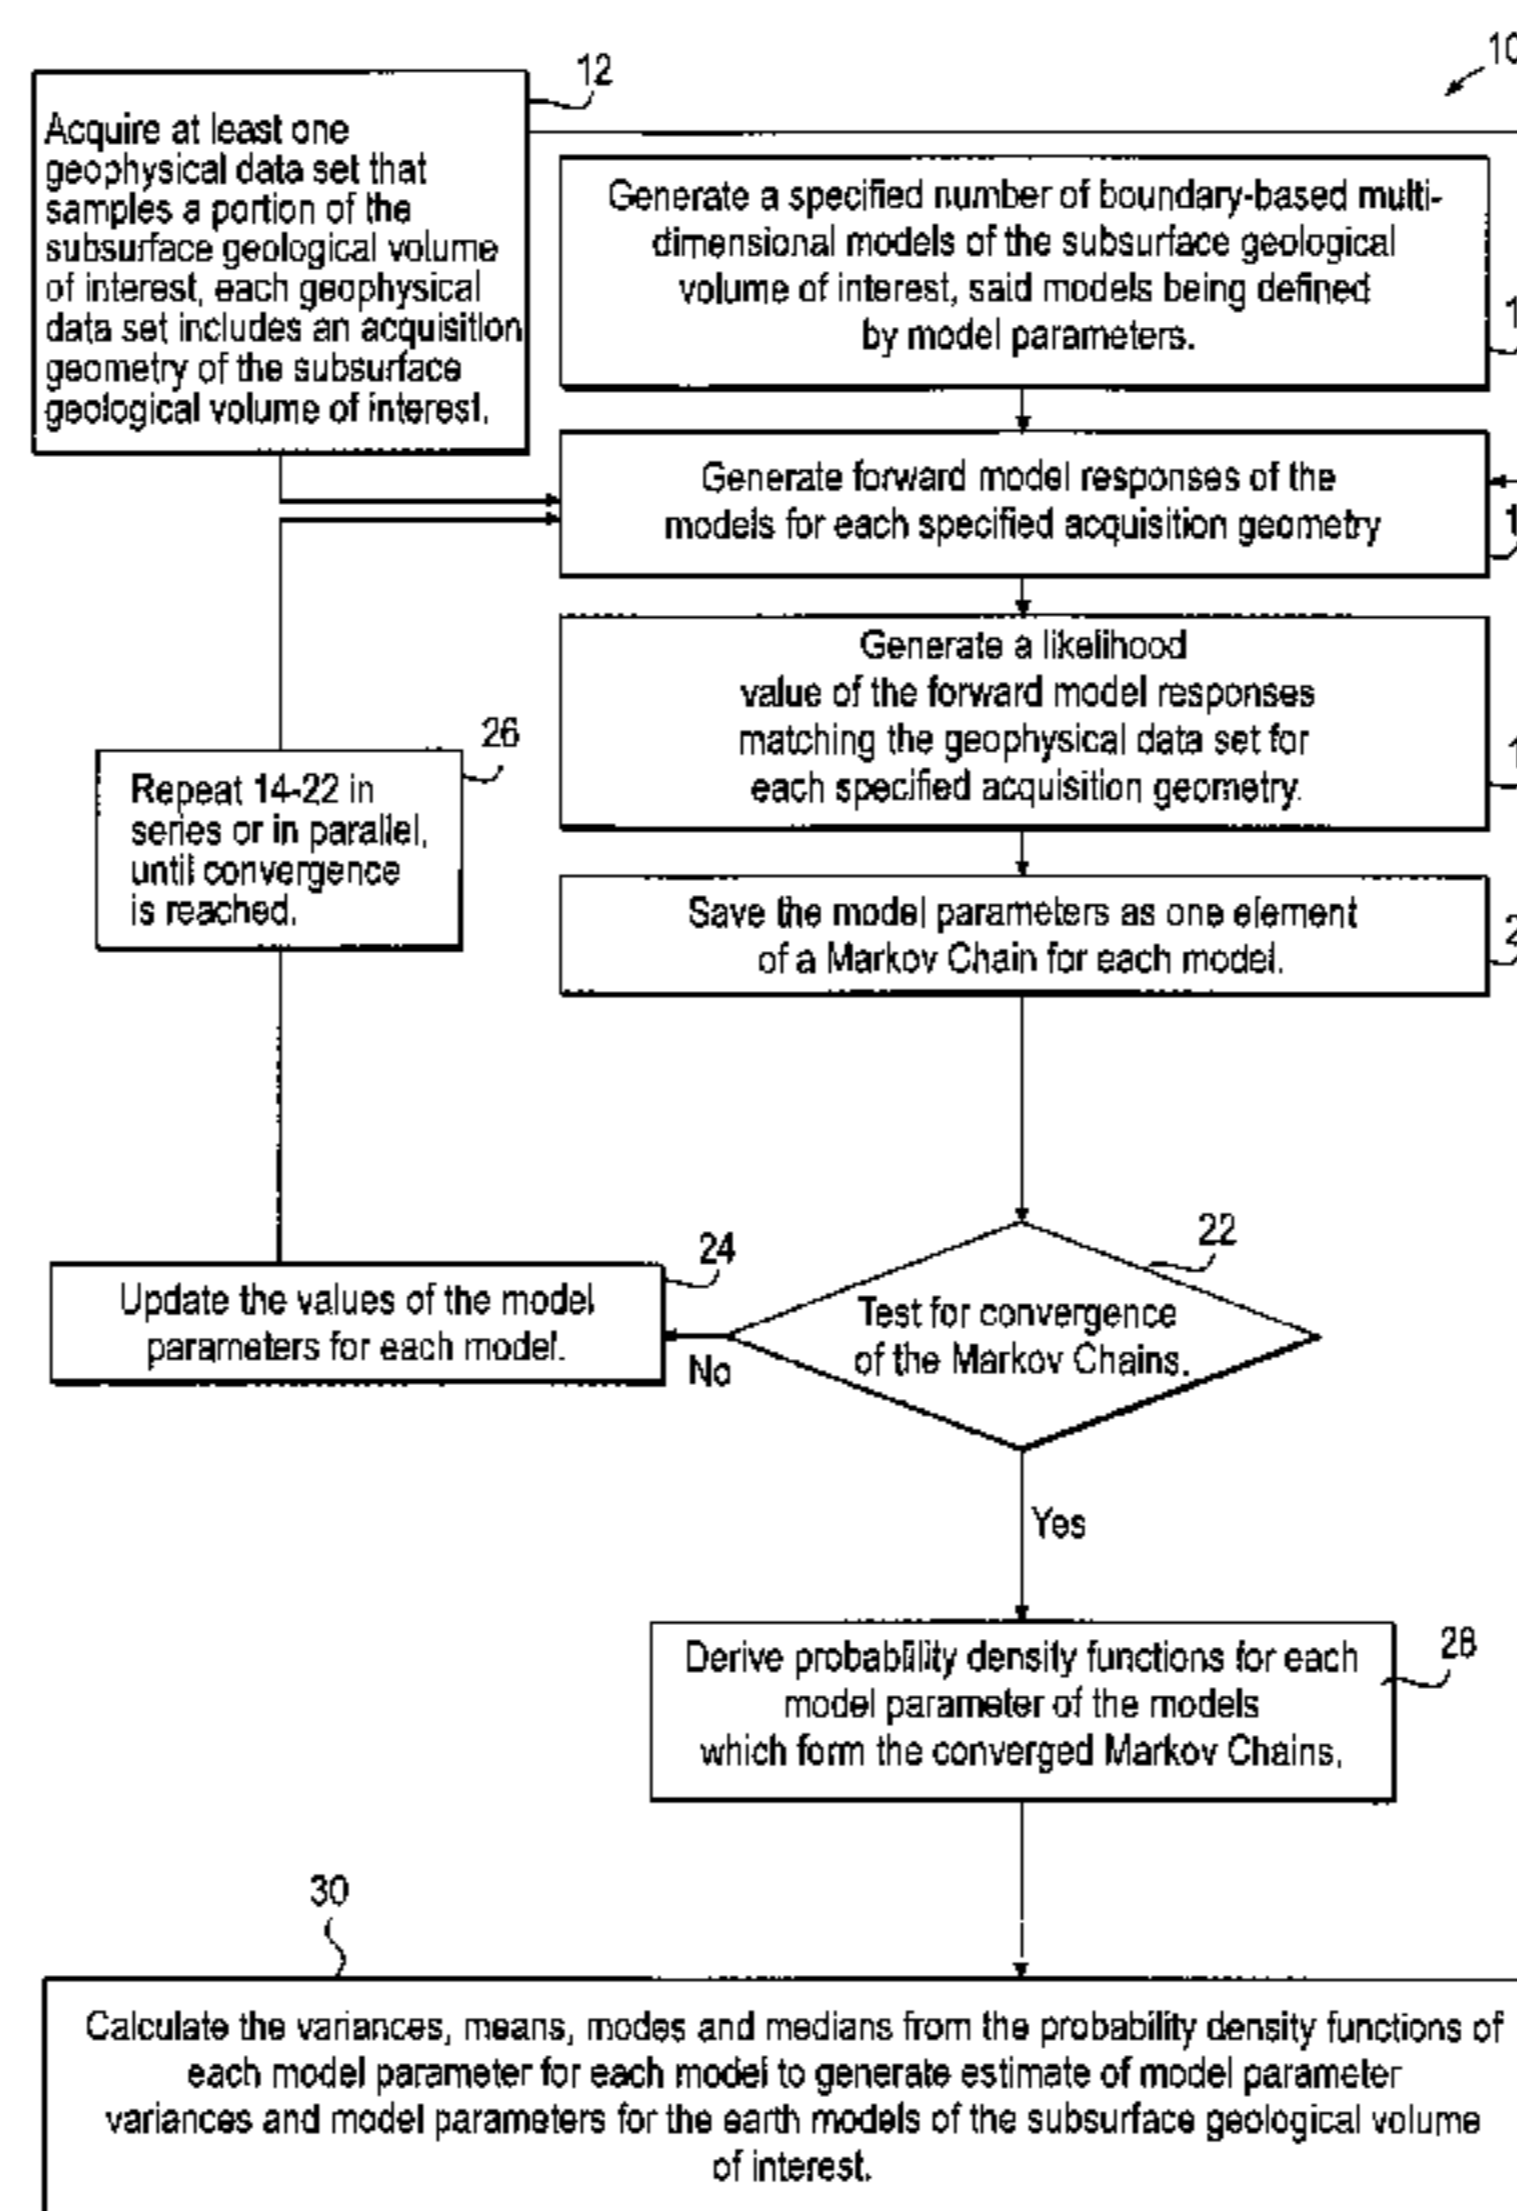 10
12
Acquire at least one
geophysical data set that
samples a portion of the
subsurface geological volume
of interest, each geophysical
data set includes an acquisition
geometry of the subsurface
geological volume of interest.
Generate a specified number of boundary-based multi-
dimensional models of the subsurface geological
volume of interest, said models being defined
by model parameters.
Generate forward model responses of the
models for each specified acquisition geometry
Generate a likelihood
value of the forward model responses
matching the geophysical data set for
each specified acquisition geometry.
26
Repeat 14-22 in
series or in parallel,
until convergence
is reached.
Save the model parameters as one element
of a Markov Chain for each model.
22
Test for convergence
of the Markov Chains.
24
Update the values of the model
parameters for each model.
No
Yes
28
Derive probability density functions for each
model parameter of the models
which form the converged Markov Chains.
30
Calculate the variances, means, modes and medians from the probability density functions of
each model parameter for each model to generate estimate of model parameter
variances and model parameters for the earth models of the subsurface geological volume
of interest.